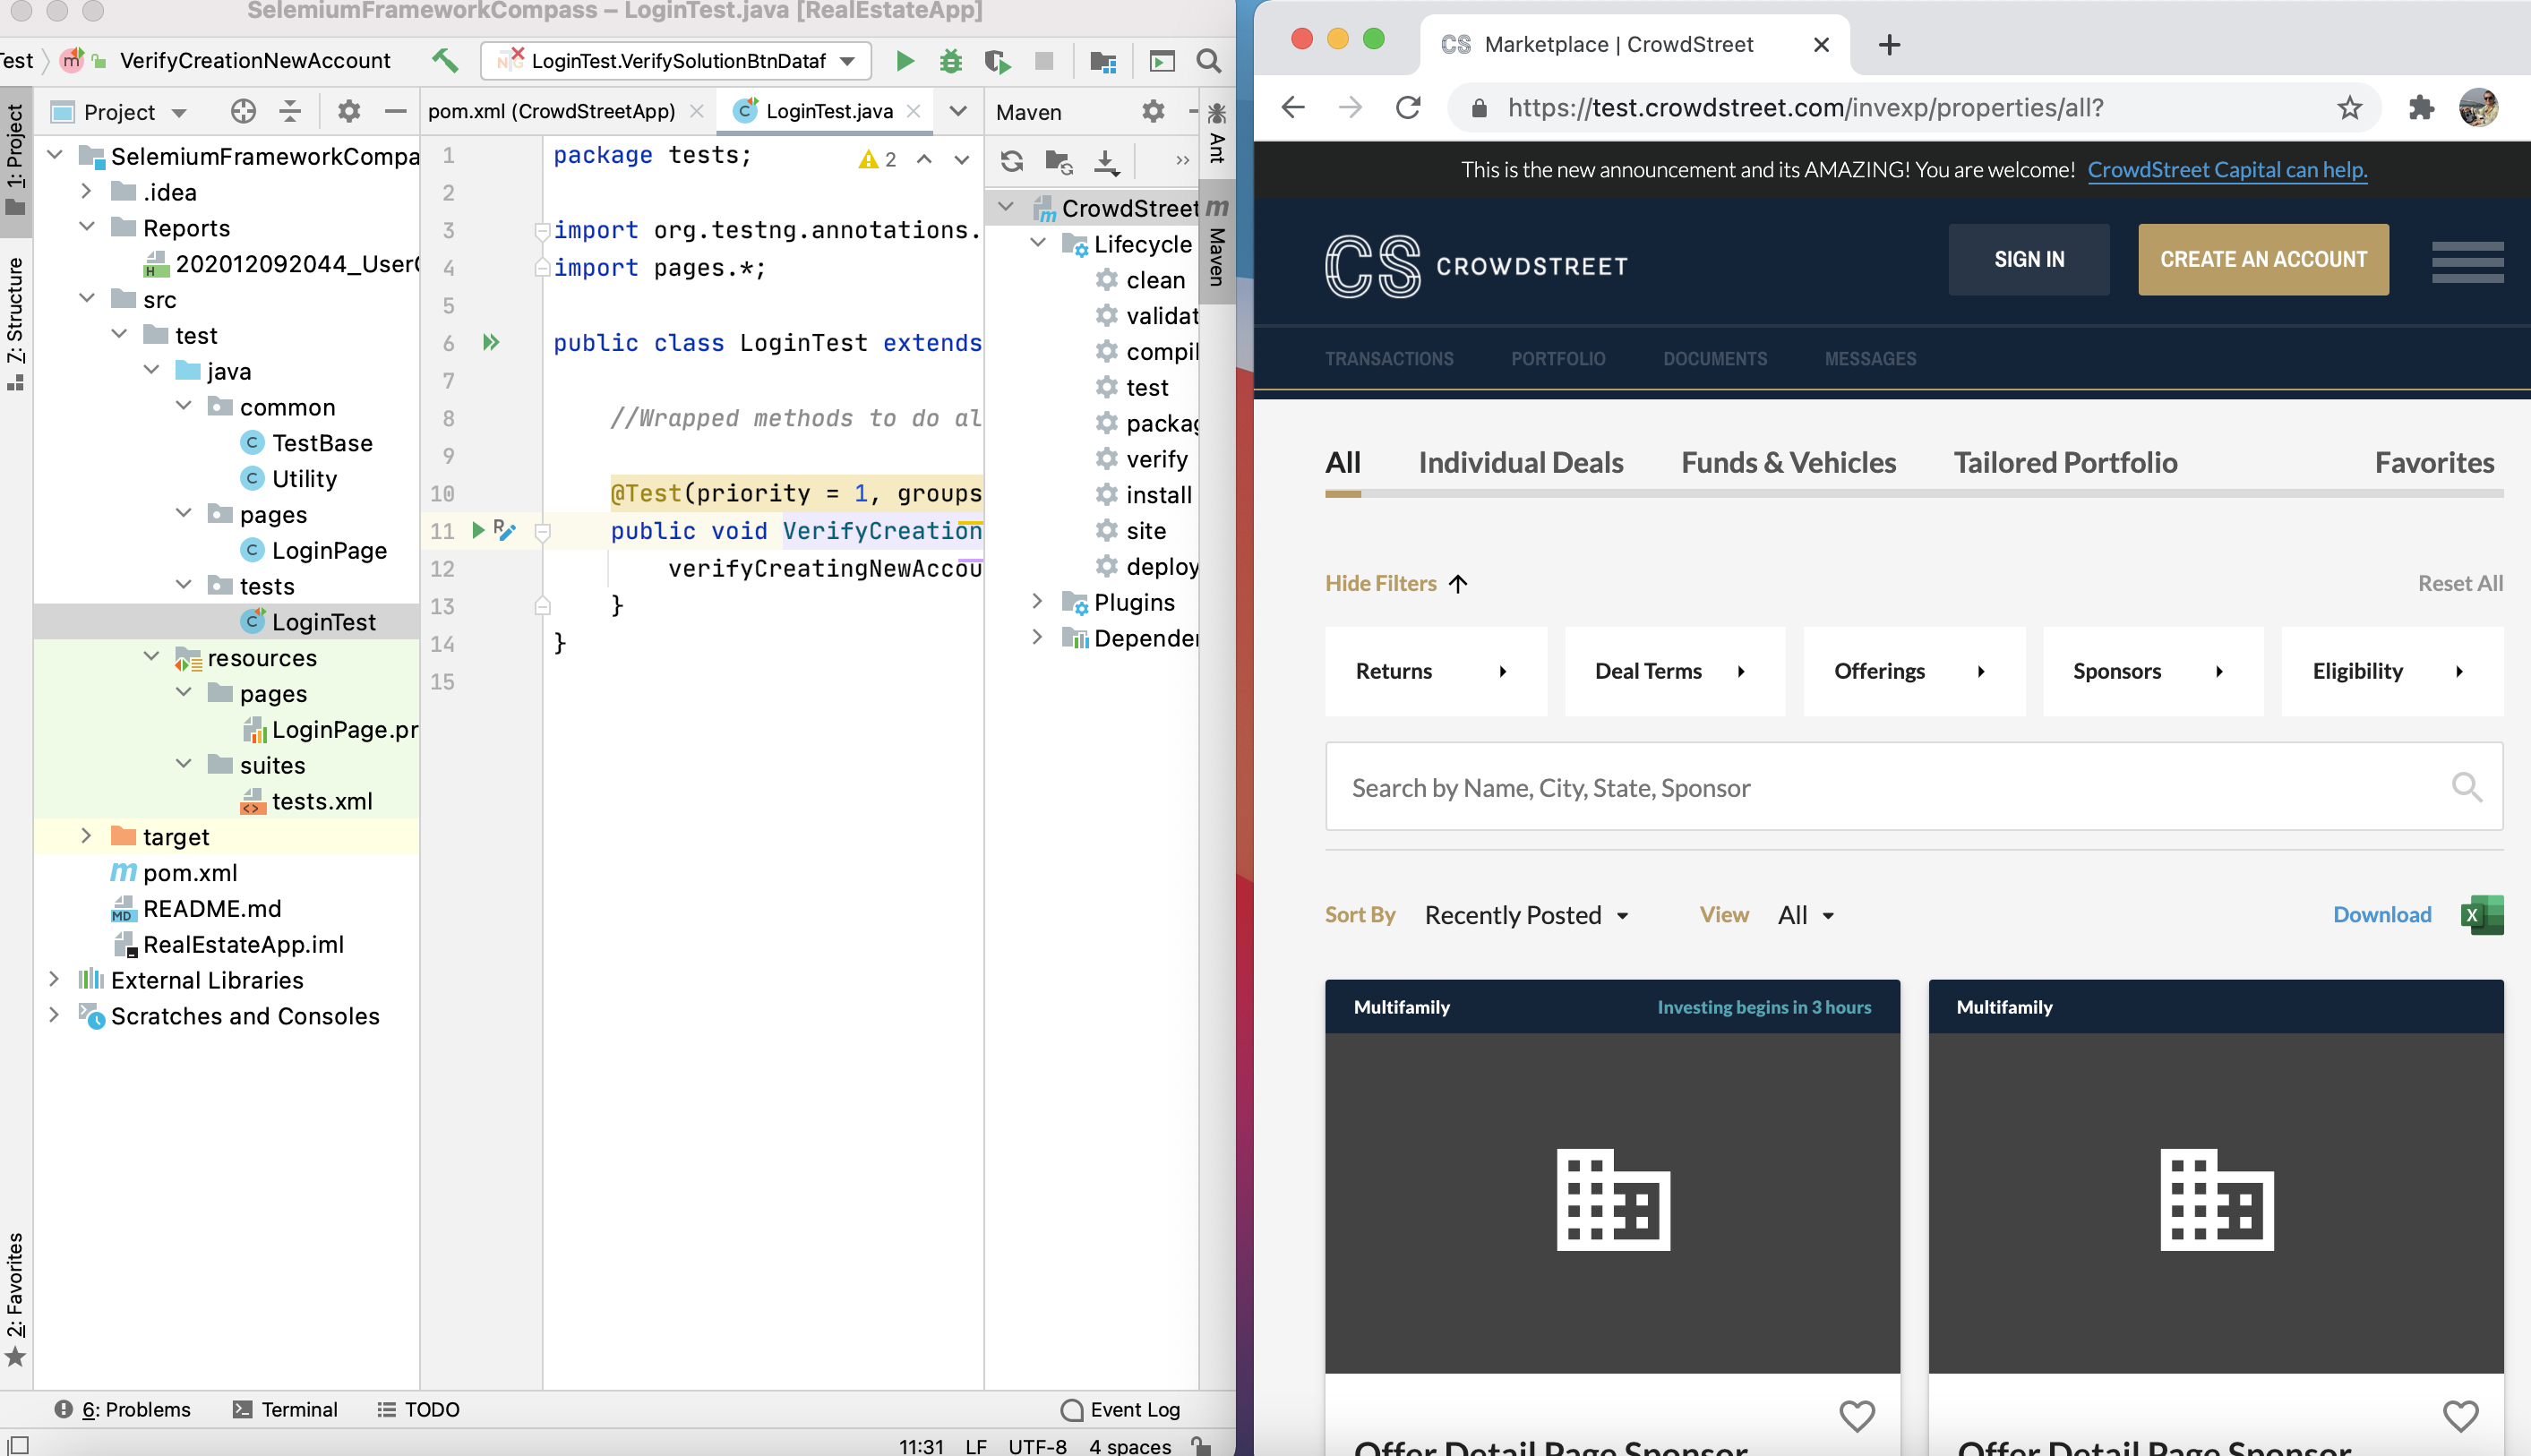 SelemiumFrameworkCompass – LoginTest.java [RealEstateApp]
Test
VerifyCreationNewAccount
LoginTest.VerifySolutionBtnDataf
Project
pom.xml (CrowdStreetApp)
LoginTest.java
Maven
1: Project
7: Structure
2: Favorites
SelemiumFrameworkCompa
.idea
Reports
202012092044_User
src
test
java
common
TestBase
Utility
pages
LoginPage
tests
LoginTest
resources
pages
LoginPage.pr
suites
tests.xml
target
pom.xml
README.md
RealEstateApp.iml
External Libraries
Scratches and Consoles
1 package tests;
2
2
3 import org.testng.annotations.
4 import pages.*;
5
6 public class LoginTest extends
7
8 //Wrapped methods to do al
9
10 @Test(priority = 1, groups
11 public void VerifyCreation
12 verifyCreatingNewAccou
13 }
14 }
15
CrowdStreet
Lifecycle
clean
validat
compil
test
packag
verify
install
site
deploy
Plugins
Depender
Ant
Maven
6: Problems
Terminal
TODO
Event Log
11:31 LF UTF-8 4 spaces
CS Marketplace | CrowdStreet
https://test.crowdstreet.com/invexp/properties/all?
This is the new announcement and its AMAZING! You are welcome! CrowdStreet Capital can help.
CS CROWDSTREET
SIGN IN
CREATE AN ACCOUNT
TRANSACTIONS PORTFOLIO DOCUMENTS MESSAGES
All Individual Deals Funds & Vehicles Tailored Portfolio Favorites
Hide Filters
Reset All
Returns Deal Terms Offerings Sponsors Eligibility
Search by Name, City, State, Sponsor
Sort By Recently Posted View All Download
Multifamily Investing begins in 3 hours
Multifamily
Offer Detail Page Sponsor
Offer Detail Page Sponsor